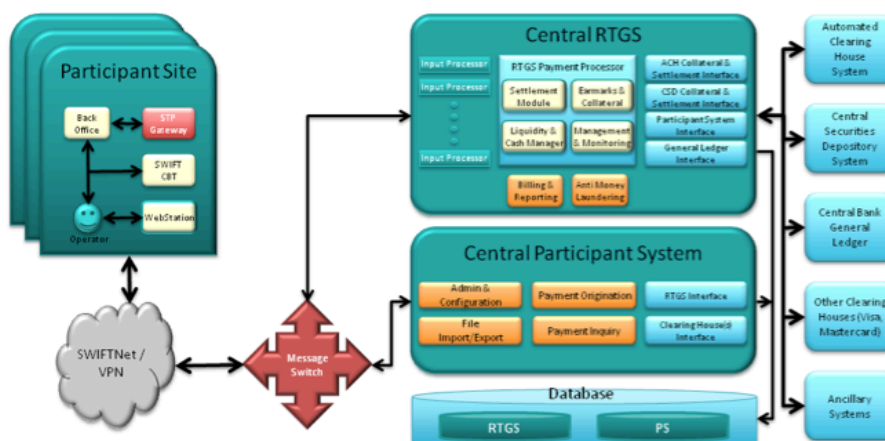 Participant Site
Back
Office
STP
Gateway
SWIFT
CBT
WebStation
Operator
SWIFTNet /
VPN
Message
Switch
Central RTGS
Input Processor
Input Processor
Input Processor
RTGS Payment Processor
Settlement
Module
Earmarks &
Collateral
Liquidity &
Cash Manager
Management
& Monitoring
ACH Collateral &
Settlement Interface
CSD Collateral &
Settlement Interface
Participant System
Interface
General Ledger
Interface
Billing &
Reporting
Anti Money
Laundering
Central Participant System
Admin &
Configuration
Payment Origination
RTGS Interface
File
Import/Export
Payment Inquiry
Clearing House(s)
Interface
Database
RTGS
PS
Automated
Clearing
House
System
Central
Securities
Depository
System
Central Bank
General
Ledger
Other Clearing
Houses (Visa,
Mastercard)
Ancillary
Systems